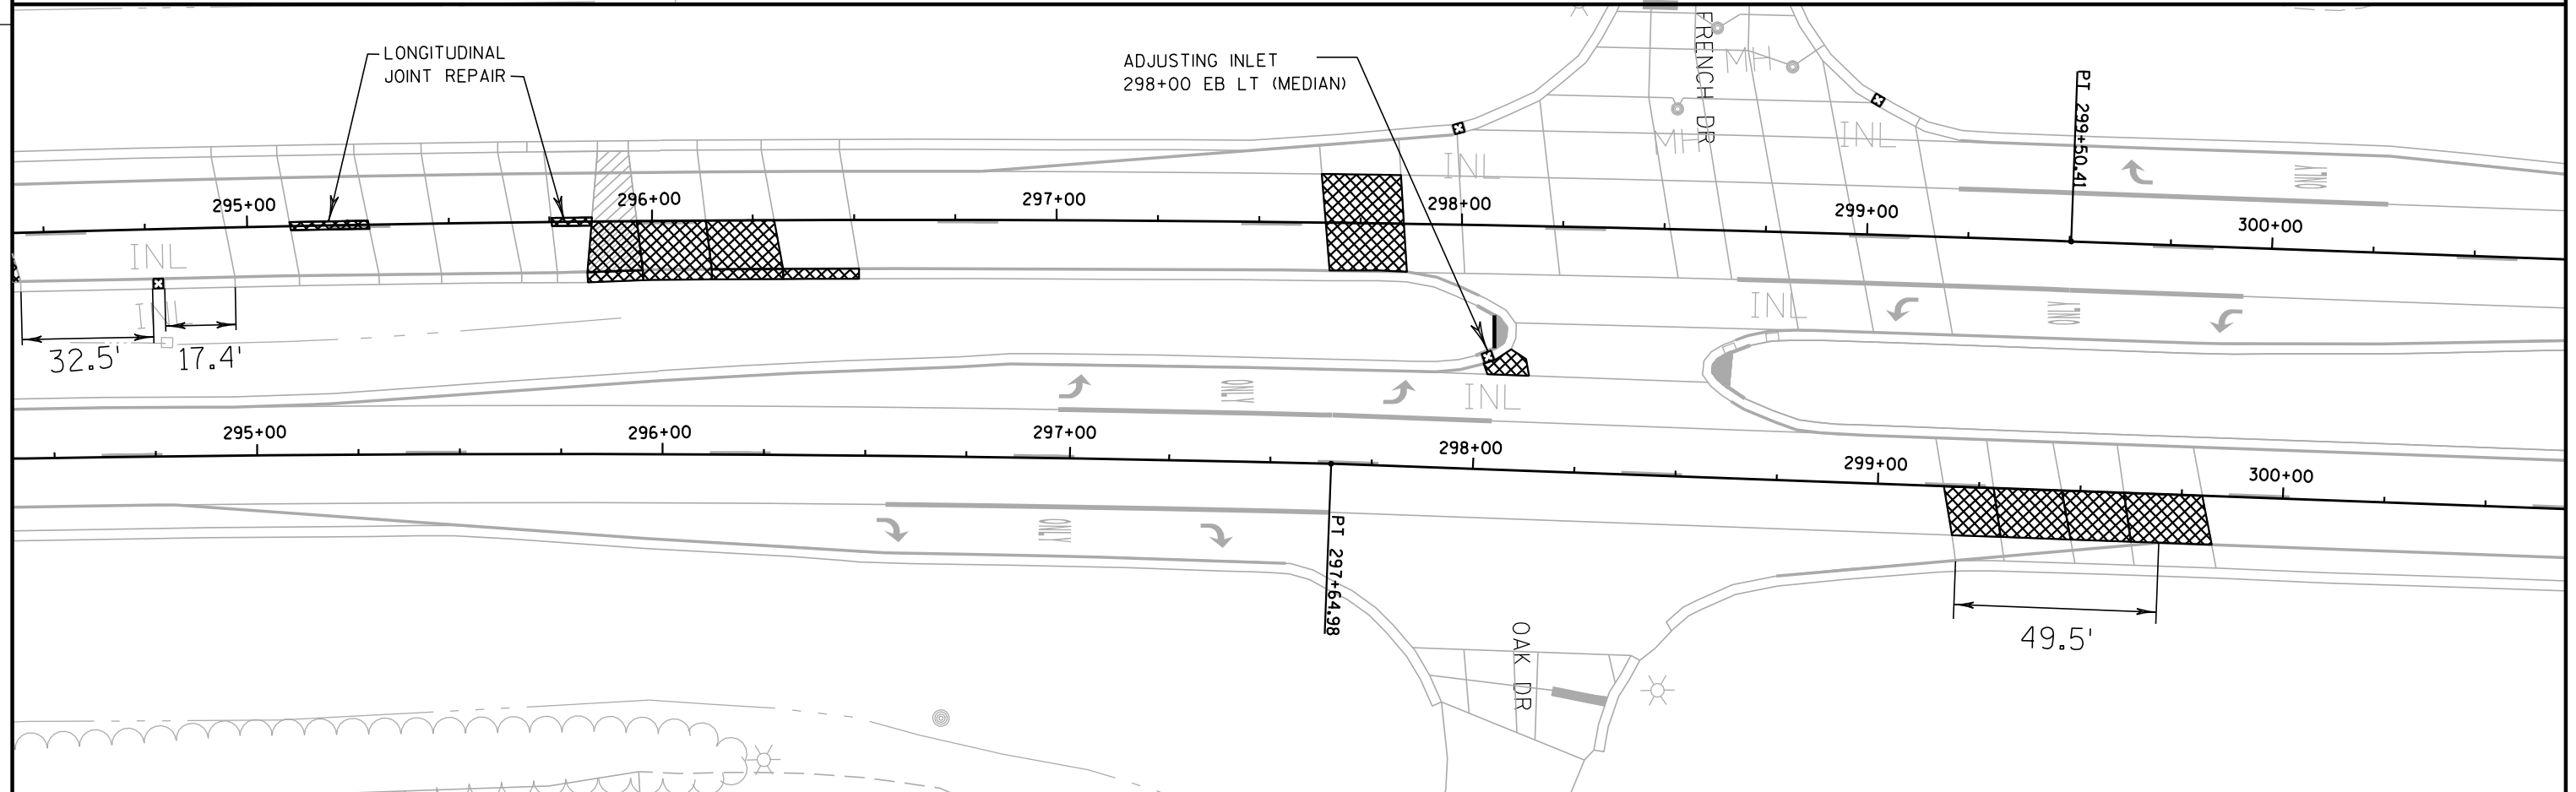 LONGITUDINAL
JOINT REPAIR
ADJUSTING INLET
298+00 EB LT (MEDIAN)
FRENCH DR
MH
MH
INL
INL
PT 299+50.41
ONLY
295+00
296+00
297+00
298+00
299+00
300+00
INL
INL
INL
ONLY
32.5'
17.4'
ONLY
INL
295+00
296+00
297+00
298+00
299+00
300+00
ONLY
PT 297+64.98
OAK DR
49.5'